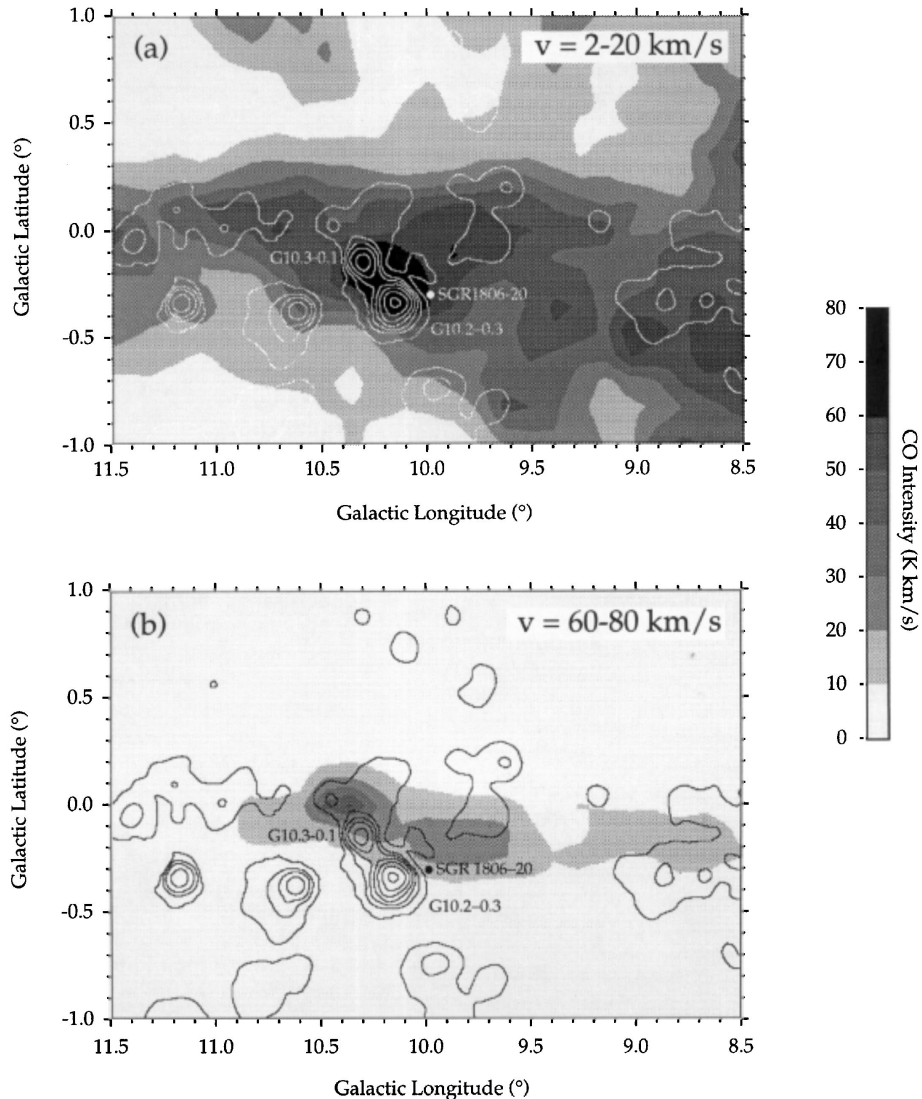 (a)
v = 2-20 km/s
1.0
0.5
0.0
-0.5
-1.0
Galactic Latitude (°)
G10.3-0.1
SGR1806-20
G10.2-0.3
11.5 11.0 10.5 10.0 9.5 9.0 8.5
Galactic Longitude (°)
80
70
60
50
40
30
20
10
0
CO Intensity (K km/s)
(b)
v = 60-80 km/s
1.0
0.5
0.0
-0.5
-1.0
Galactic Latitude (°)
G10.3-0.1
SGR 1806-20
G10.2-0.3
11.5 11.0 10.5 10.0 9.5 9.0 8.5
Galactic Longitude (°)